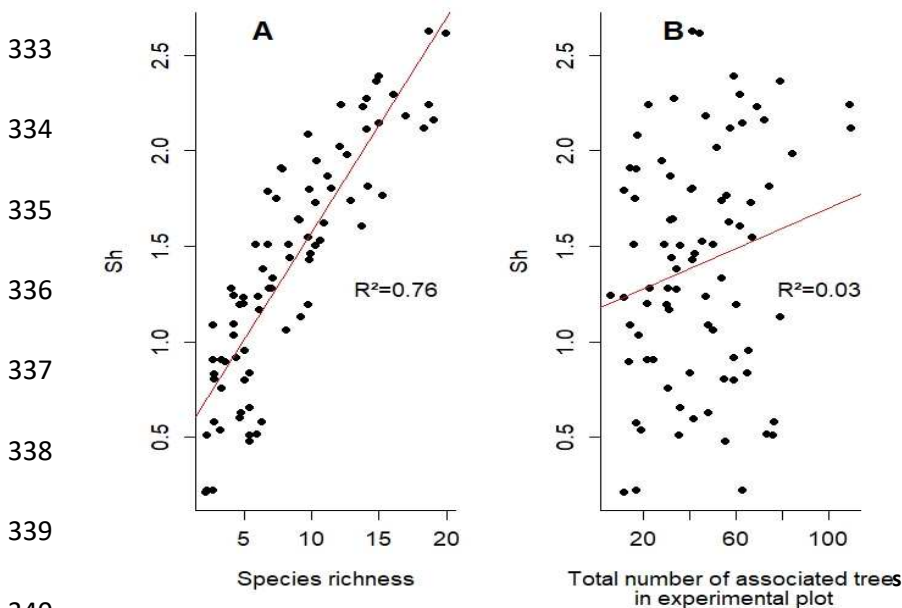 333
334
335
336
337
338
339
340
A
Sh
2.5
2.0
1.5
1.0
0.5
R²=0.76
5 10 15 20
Species richness
B
Sh
2.5
2.0
1.5
1.0
0.5
R²=0.03
20 60 100
Total number of associated trees
in experimental plot